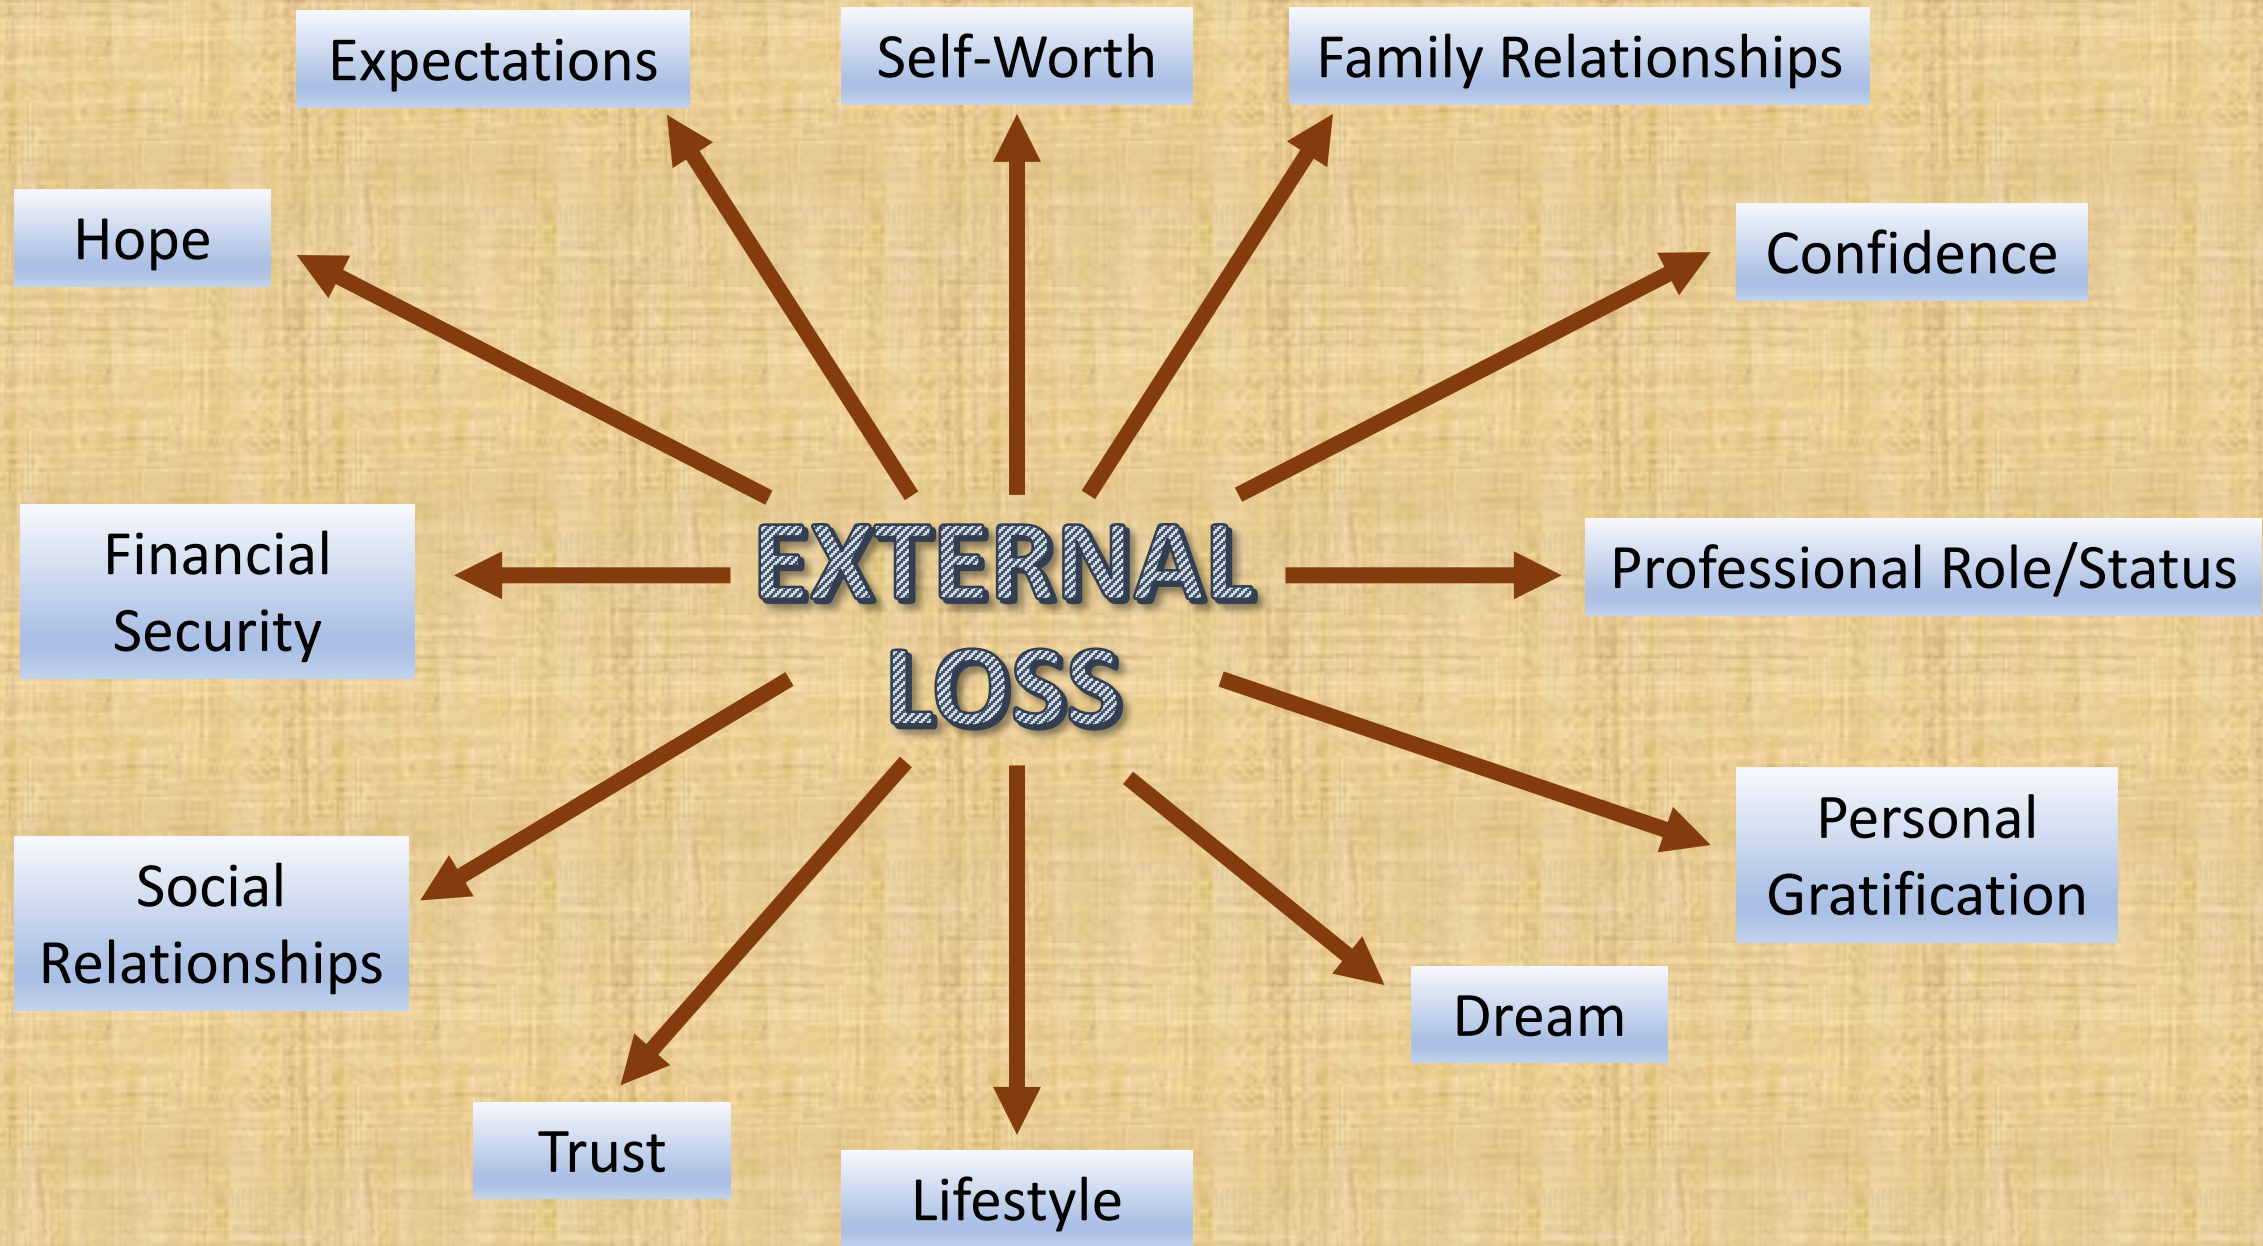 Expectations
Self-Worth
Family Relationships
Hope
Confidence
Financial
Security
EXTERNAL
LOSS
Professional Role/Status
Social
Relationships
Personal
Gratification
Dream
Trust
Lifestyle